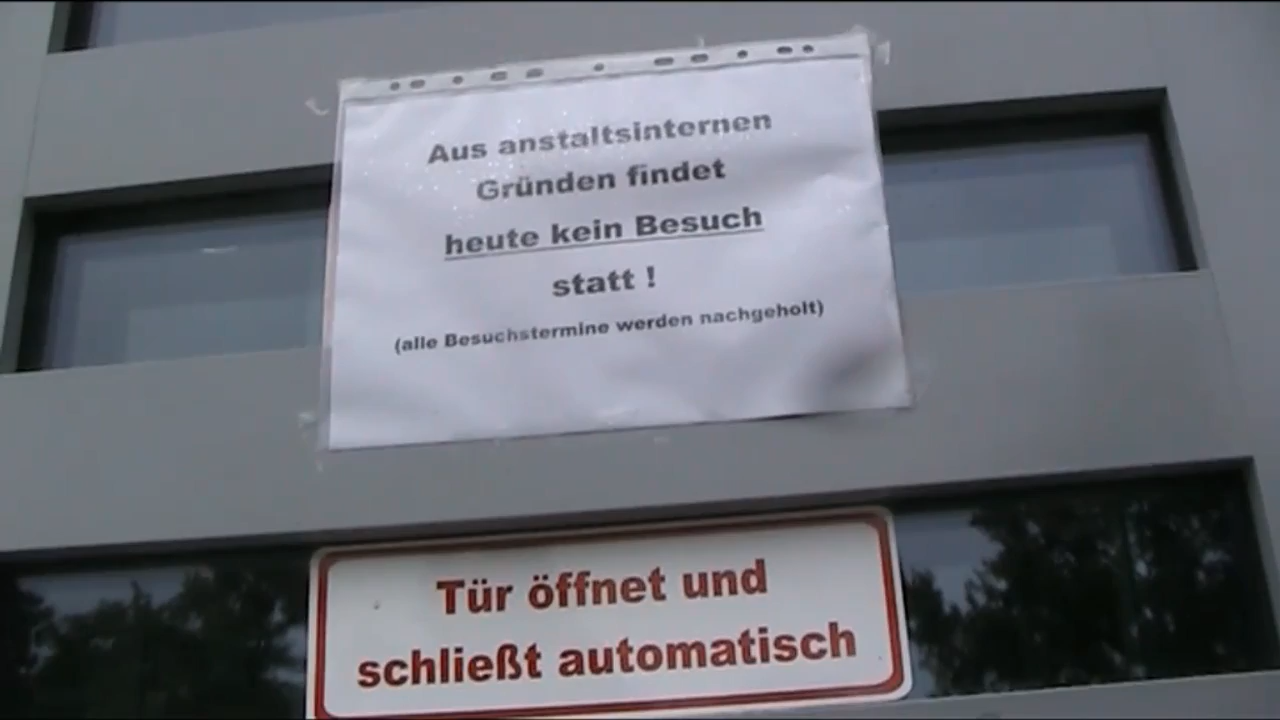 Aus anstaltsinternen
Gründen findet
heute kein Besuch
statt !
(alle Besuchstermine werden nachgeholt)
Tür öffnet und
schließt automatisch